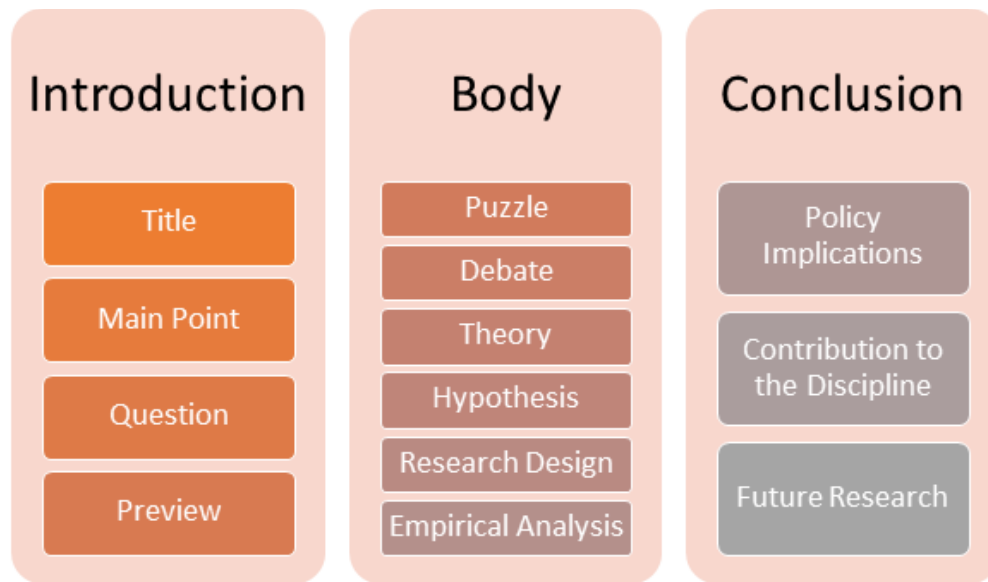 Introduction
Title
Main Point
Question
Preview
Body
Puzzle
Debate
Theory
Hypothesis
Research Design
Empirical Analysis
Conclusion
Policy
Implications
Contribution to
the Discipline
Future Research